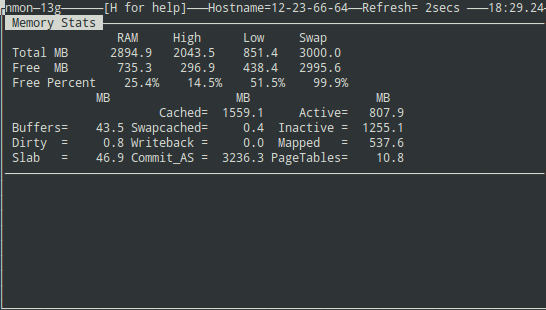 nmon—13g——————[H for help]———Hostname=12-23-66-64——Refresh= 2secs ———18:29.24
Memory Stats
RAM High Low Swap
Total MB 2894.9 2043.5 851.4 3000.0
Free MB 735.3 296.9 438.4 2995.6
Free Percent 25.4% 14.5% 51.5% 99.9%
MB MB MB
Cached= 1559.1 Active= 807.9
Buffers= 43.5 Swapcached= 0.4 Inactive = 1255.1
Dirty = 0.8 Writeback = 0.0 Mapped = 537.6
Slab = 46.9 Commit_AS = 3236.3 PageTables= 10.8